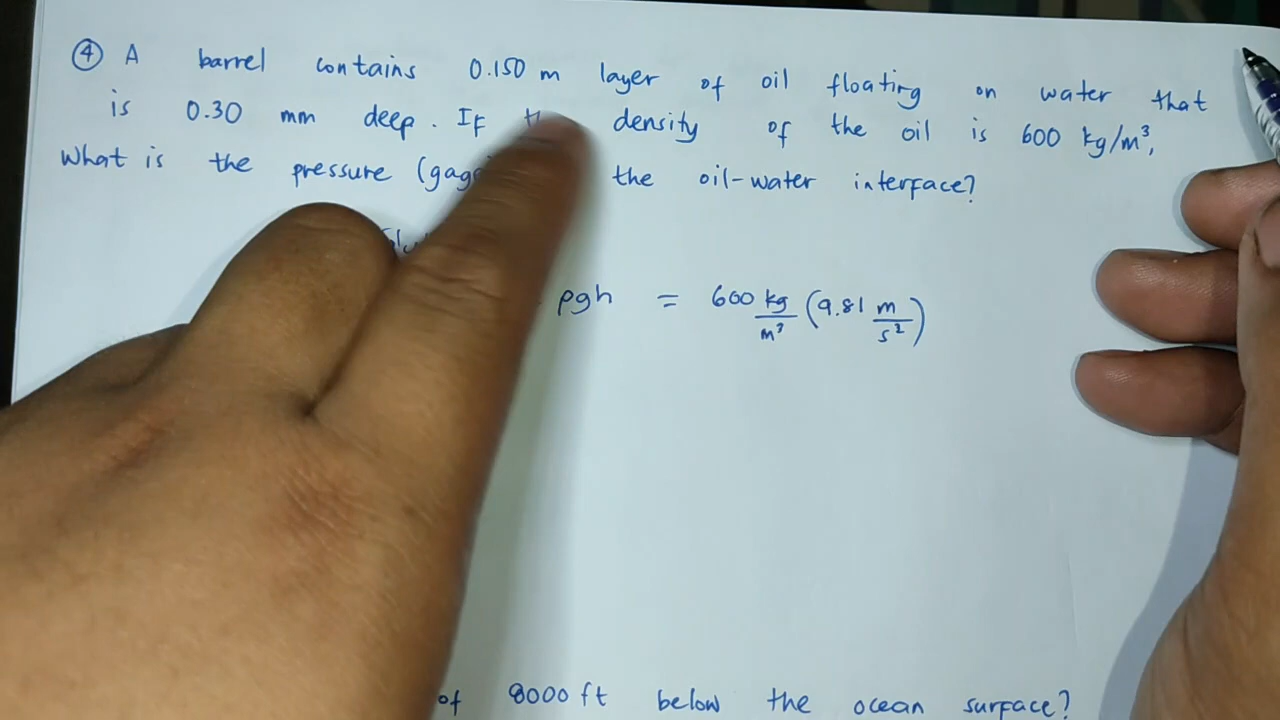 ④ A barrel contains 0.150 m layer of oil floating on water that
is 0.30 mm deep. IF density of the oil is 600 kg/m³,
What is the pressure the oil-water interface?
ρgh = 600 kg/m³ (9.81 m/s²)
of 8000 ft below the ocean surface?